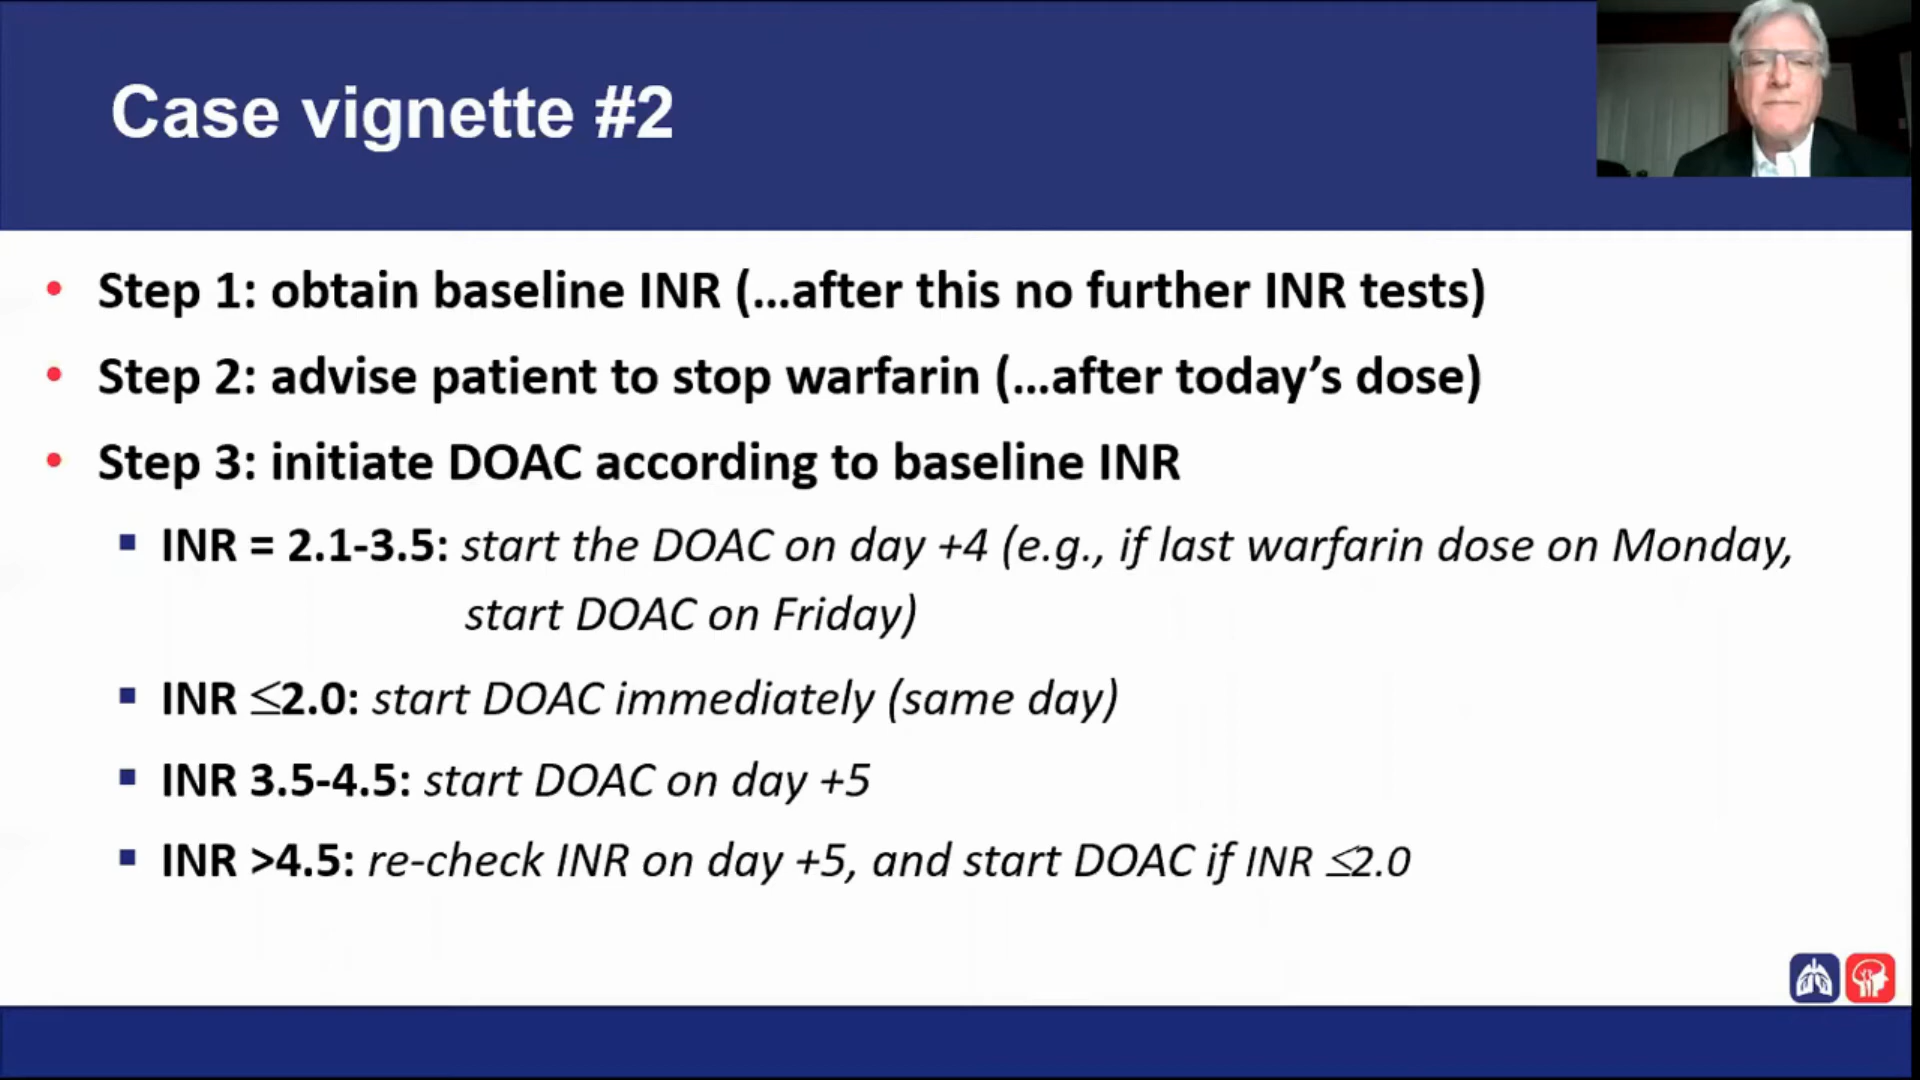 Case vignette #2
• Step 1: obtain baseline INR (...after this no further INR tests)
• Step 2: advise patient to stop warfarin (...after today’s dose)
• Step 3: initiate DOAC according to baseline INR
▪ INR = 2.1-3.5: start the DOAC on day +4 (e.g., if last warfarin dose on Monday,
start DOAC on Friday)
▪ INR ≤2.0: start DOAC immediately (same day)
▪ INR 3.5-4.5: start DOAC on day +5
▪ INR >4.5: re-check INR on day +5, and start DOAC if INR ≤2.0